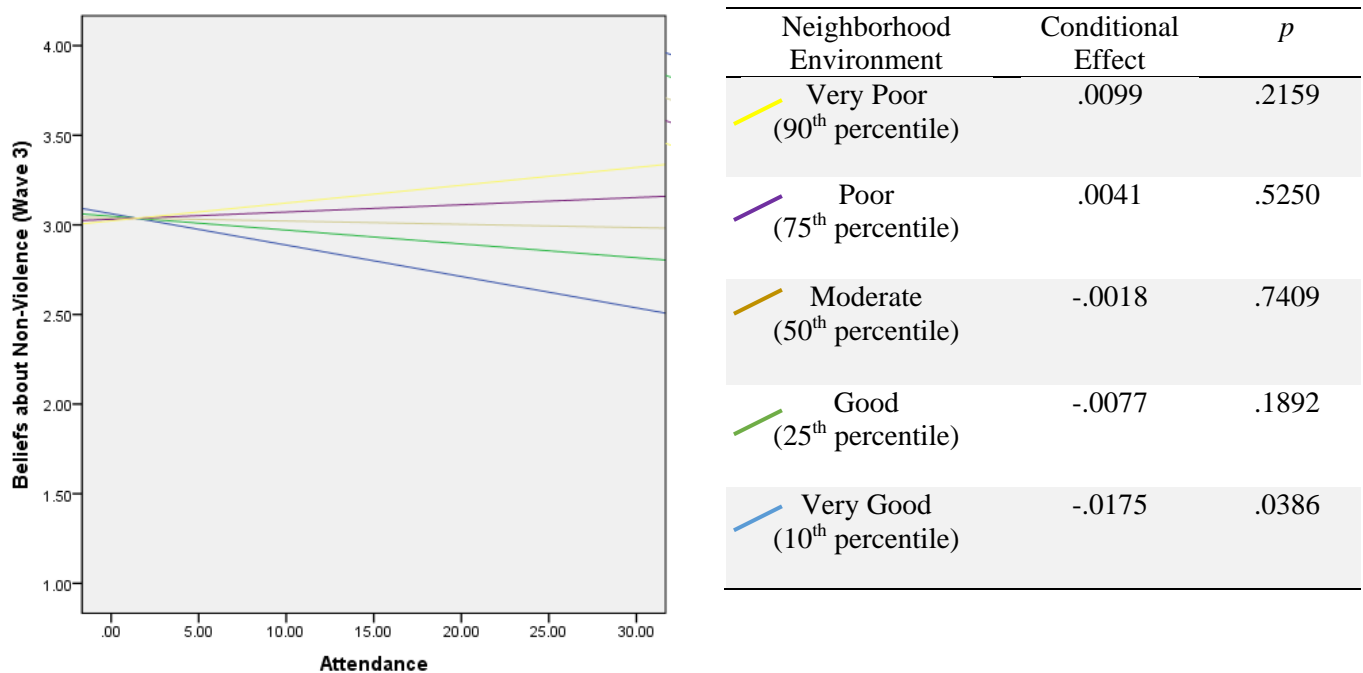 4.00
3.50
3.00
2.50
2.00
1.50
1.00
Beliefs about Non-Violence (Wave 3)
.00 5.00 10.00 15.00 20.00 25.00 30.00
Attendance
Neighborhood Conditional p
Environment Effect
Very Poor .0099 .2159
(90th percentile)
Poor .0041 .5250
(75th percentile)
Moderate -.0018 .7409
(50th percentile)
Good -.0077 .1892
(25th percentile)
Very Good -.0175 .0386
(10th percentile)